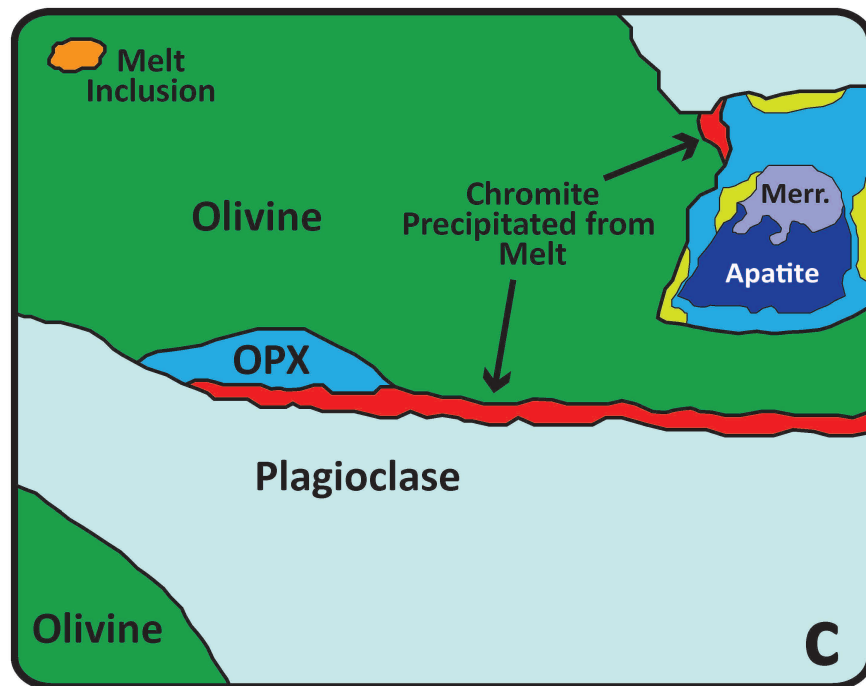 Melt
Inclusion
Olivine
Chromite
Precipitated from
Melt
Merr.
Apatite
OPX
Plagioclase
Olivine
C